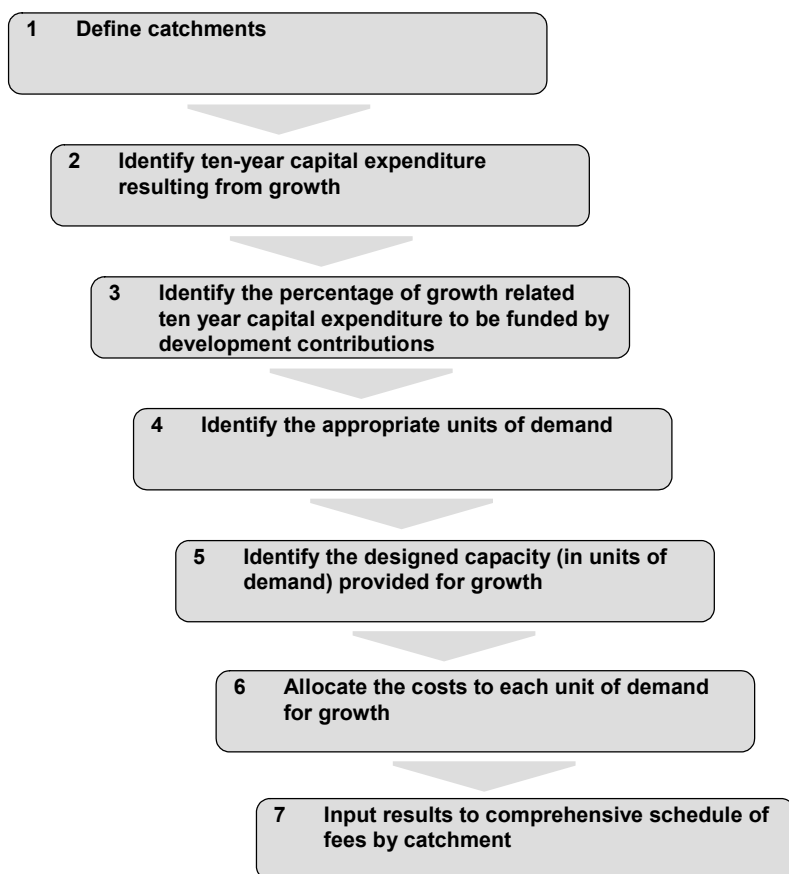 1 Define catchments
2 Identify ten-year capital expenditure
resulting from growth
3 Identify the percentage of growth related
ten year capital expenditure to be funded by
development contributions
4 Identify the appropriate units of demand
5 Identify the designed capacity (in units of
demand) provided for growth
6 Allocate the costs to each unit of demand
for growth
7 Input results to comprehensive schedule of
fees by catchment